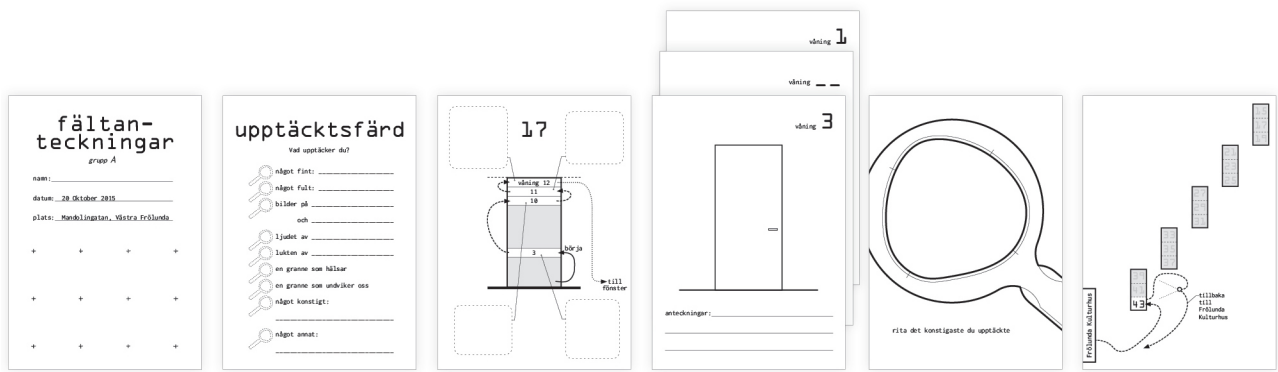 fältan-
teckningar
grupp A
namn:
datum: 20 Oktober 2015
plats: Mandolingatan, Västra Frölunda
upptäcktsfärd
Vad upptäcker du?
något fint:
något fult:
bilder på
och
ljudet av
lukten av
en granne som hälsar
en granne som undviker oss
något konstigt:
något annat:
17
våning 12
11
10
3
börja
till
fönster
våning 1
våning _ _
våning 3
anteckningar:
rita det konstigaste du upptäckte
43
Frölunda Kulturhus
tillbaka
till
Frölunda
Kulturhus